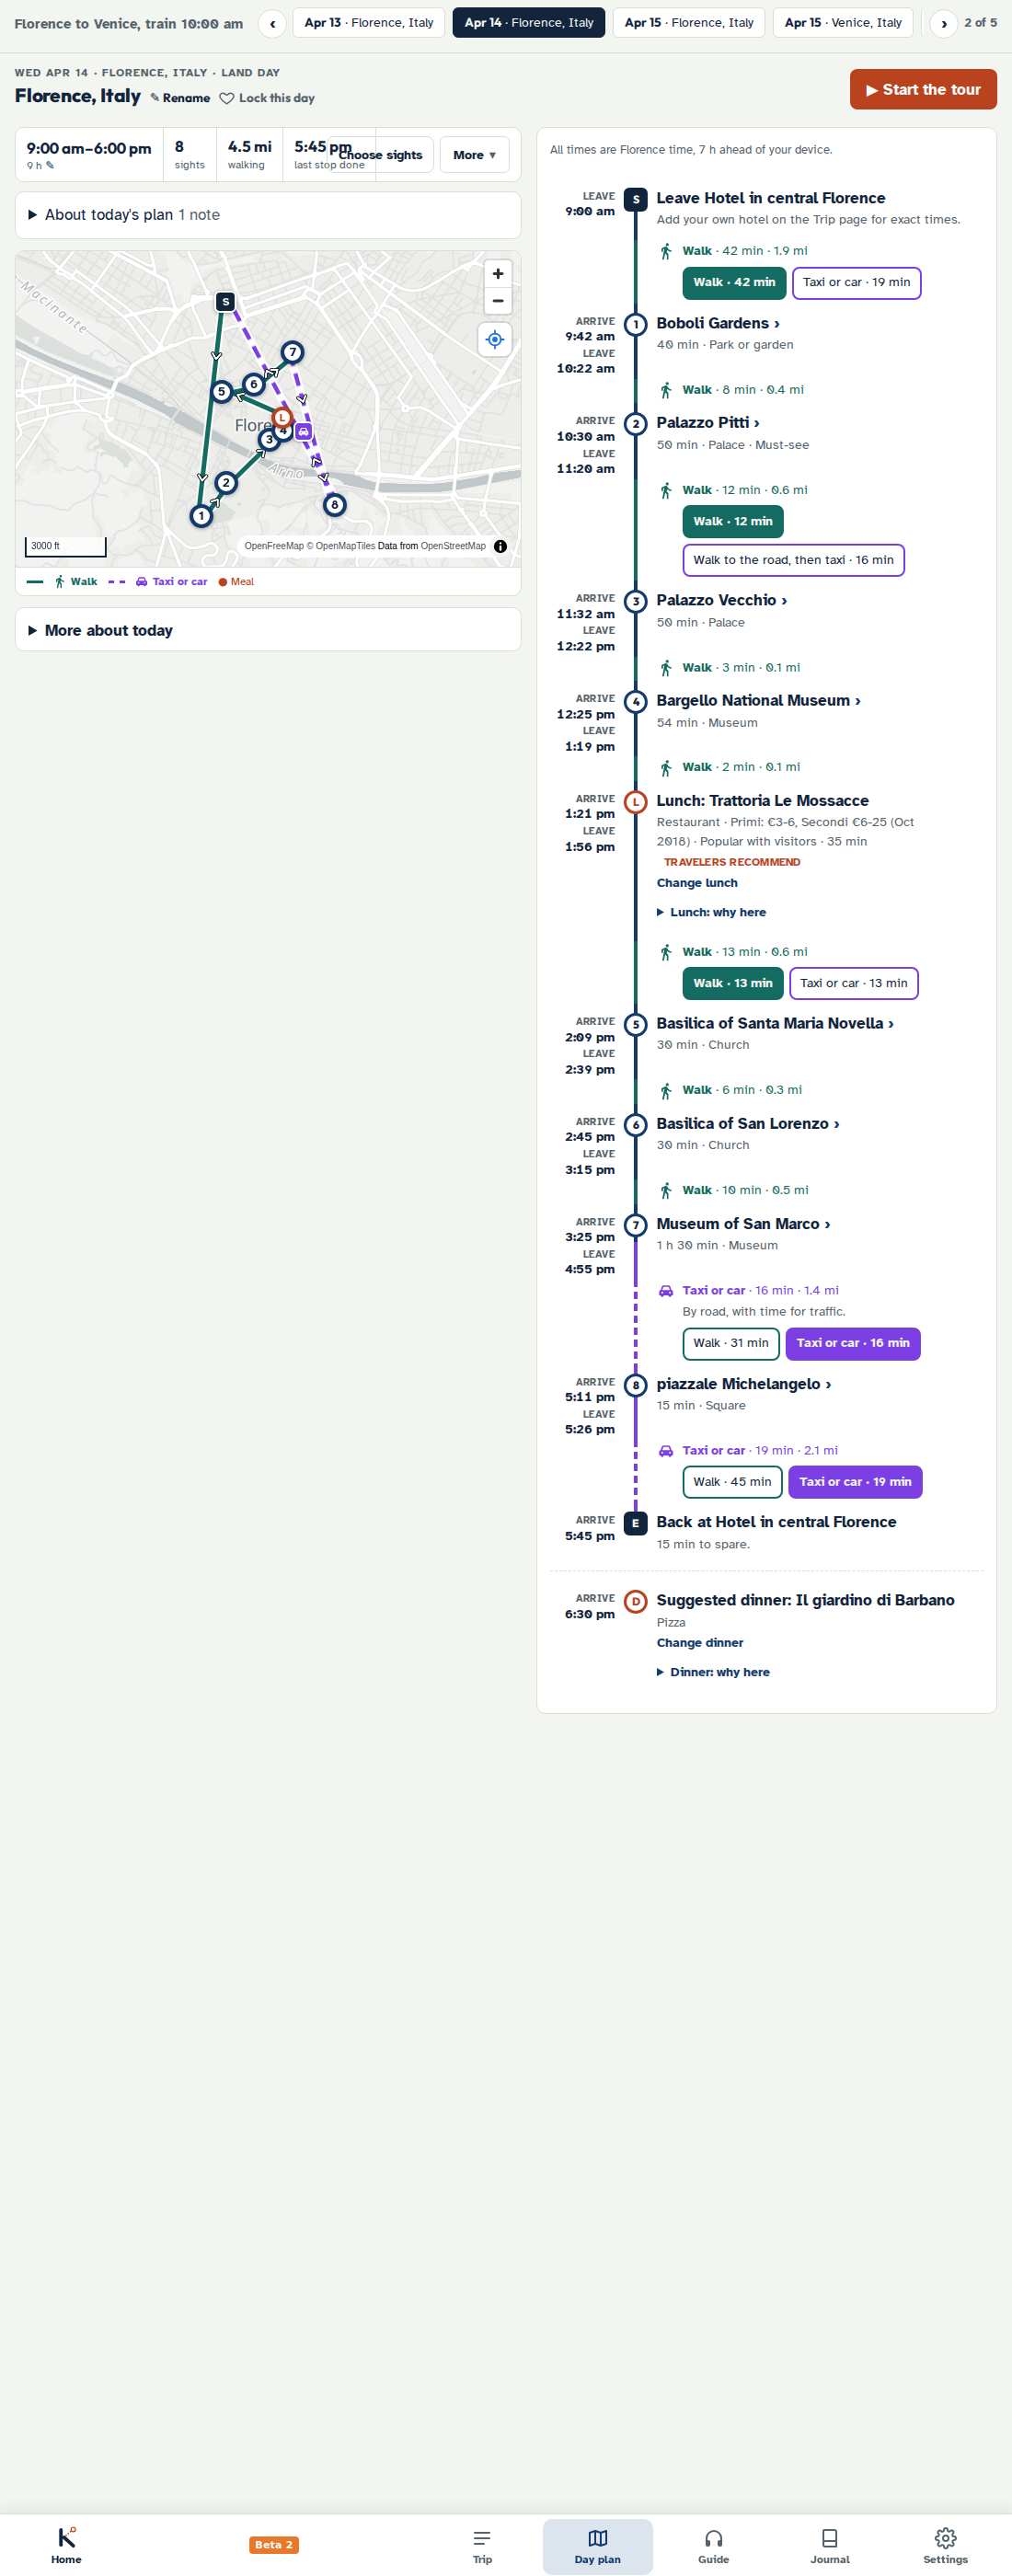 Florence to Venice, train 10:00 am
‹
Apr 13 · Florence, Italy
Apr 14 · Florence, Italy
Apr 15 · Florence, Italy
Apr 15 · Venice, Italy
›
2 of 5
WED APR 14 · FLORENCE, ITALY · LAND DAY
Florence, Italy ✎ Rename Lock this day
▶ Start the tour
9:00 am–6:00 pm
9 h ✎
8
sights
4.5 mi
walking
5:45 pm
last stop done
Choose sights
More ▾
▶ About today's plan 1 note
Macinante
S
7
6
5
L
Flore
4
3
Arno
2
8
1
+
−
3000 ft
OpenFreeMap © OpenMapTiles Data from OpenStreetMap
Walk Taxi or car Meal
▶ More about today
All times are Florence time, 7 h ahead of your device.
LEAVE
9:00 am
S
Leave Hotel in central Florence
Add your own hotel on the Trip page for exact times.
Walk · 42 min · 1.9 mi
Walk · 42 min
Taxi or car · 19 min
ARRIVE
9:42 am
LEAVE
10:22 am
1
Boboli Gardens ›
40 min · Park or garden
Walk · 8 min · 0.4 mi
ARRIVE
10:30 am
LEAVE
11:20 am
2
Palazzo Pitti ›
50 min · Palace · Must-see
Walk · 12 min · 0.6 mi
Walk · 12 min
Walk to the road, then taxi · 16 min
ARRIVE
11:32 am
LEAVE
12:22 pm
3
Palazzo Vecchio ›
50 min · Palace
Walk · 3 min · 0.1 mi
ARRIVE
12:25 pm
LEAVE
1:19 pm
4
Bargello National Museum ›
54 min · Museum
Walk · 2 min · 0.1 mi
ARRIVE
1:21 pm
LEAVE
1:56 pm
L
Lunch: Trattoria Le Mossacce
Restaurant · Primi: €3-6, Secondi €6-25 (Oct
2018) · Popular with visitors · 35 min
TRAVELERS RECOMMEND
Change lunch
▶ Lunch: why here
Walk · 13 min · 0.6 mi
Walk · 13 min
Taxi or car · 13 min
ARRIVE
2:09 pm
LEAVE
2:39 pm
5
Basilica of Santa Maria Novella ›
30 min · Church
Walk · 6 min · 0.3 mi
ARRIVE
2:45 pm
LEAVE
3:15 pm
6
Basilica of San Lorenzo ›
30 min · Church
Walk · 10 min · 0.5 mi
ARRIVE
3:25 pm
LEAVE
4:55 pm
7
Museum of San Marco ›
1 h 30 min · Museum
Taxi or car · 16 min · 1.4 mi
By road, with time for traffic.
Walk · 31 min
Taxi or car · 16 min
ARRIVE
5:11 pm
LEAVE
5:26 pm
8
piazzale Michelangelo ›
15 min · Square
Taxi or car · 19 min · 2.1 mi
Walk · 45 min
Taxi or car · 19 min
ARRIVE
5:45 pm
E
Back at Hotel in central Florence
15 min to spare.
ARRIVE
6:30 pm
D
Suggested dinner: Il giardino di Barbano
Pizza
Change dinner
▶ Dinner: why here
Home
Beta 2
Trip
Day plan
Guide
Journal
Settings